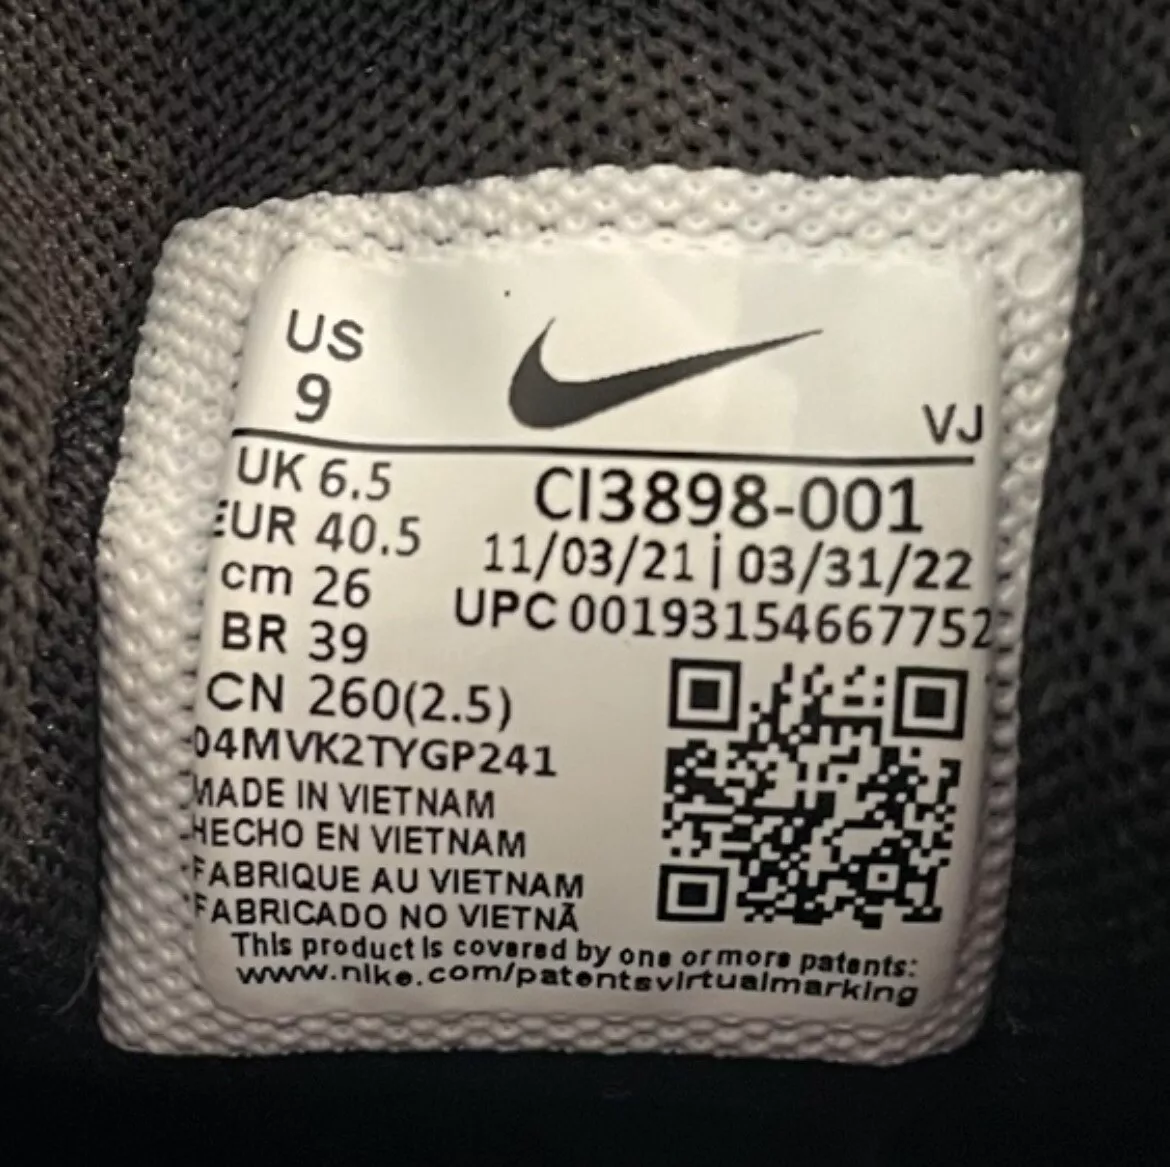 US
9
VJ
UK 6.5
EUR 40.5
cm 26
BR 39
CN 260(2.5)
CI3898-001
11/03/21 | 03/31/22
UPC 00193154667752
04MVK2TYGP241
MADE IN VIETNAM
HECHO EN VIETNAM
FABRIQUE AU VIETNAM
FABRICADO NO VIETNÃ
This product is covered by one or more patents:
www.nike.com/patentsvirtualmarking